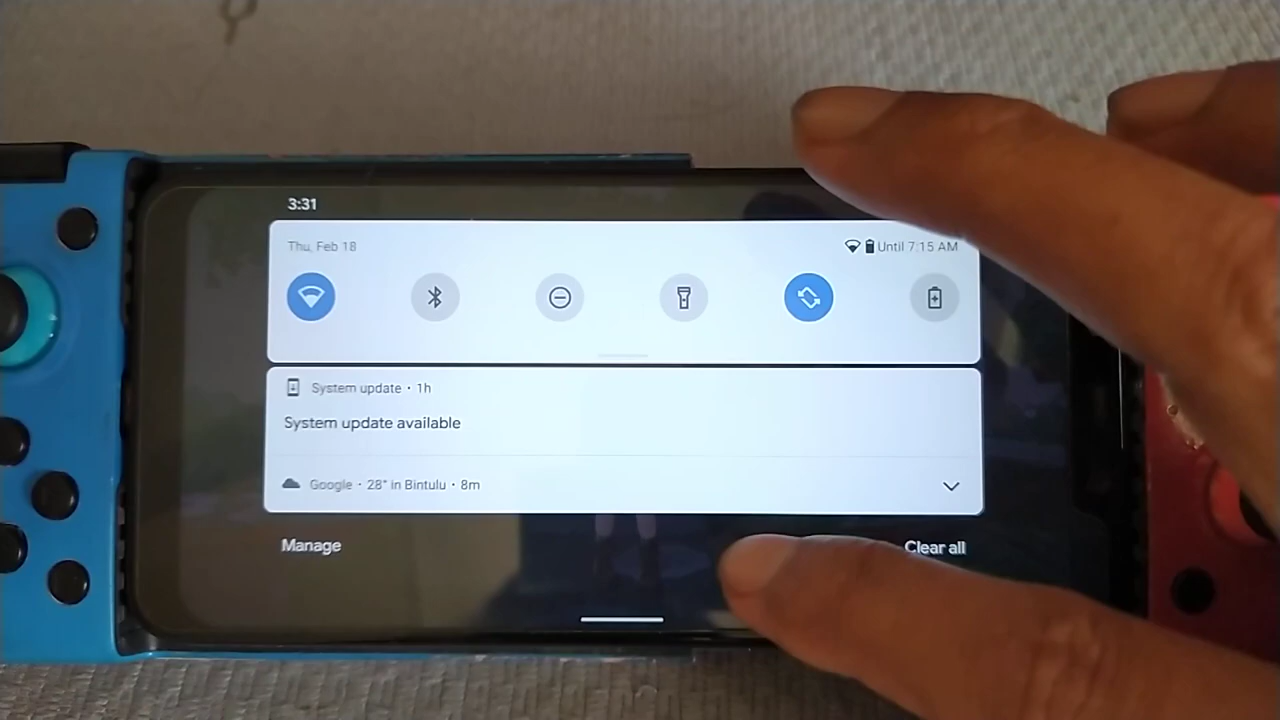 3:31
Thu, Feb 18
Until 7:15 AM
System update • 1h
System update available
Google • 28° in Bintulu • 8m
Manage
Clear all